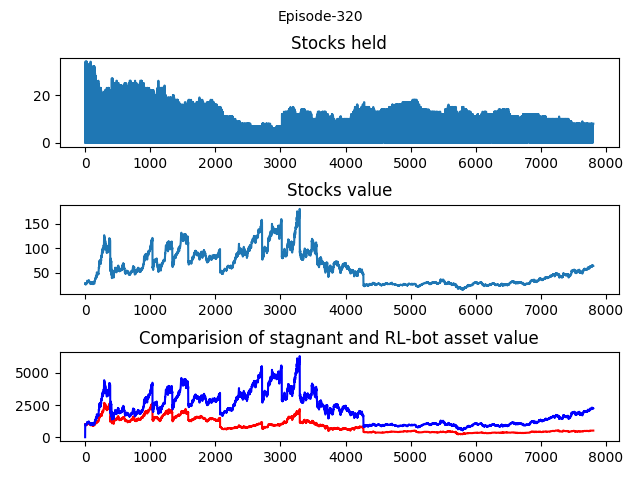 Episode-320
Stocks held
20
0
0 1000 2000 3000 4000 5000 6000 7000 8000
Stocks value
150
100
50
0 1000 2000 3000 4000 5000 6000 7000 8000
Comparision of stagnant and RL-bot asset value
5000
2500
0
0 1000 2000 3000 4000 5000 6000 7000 8000